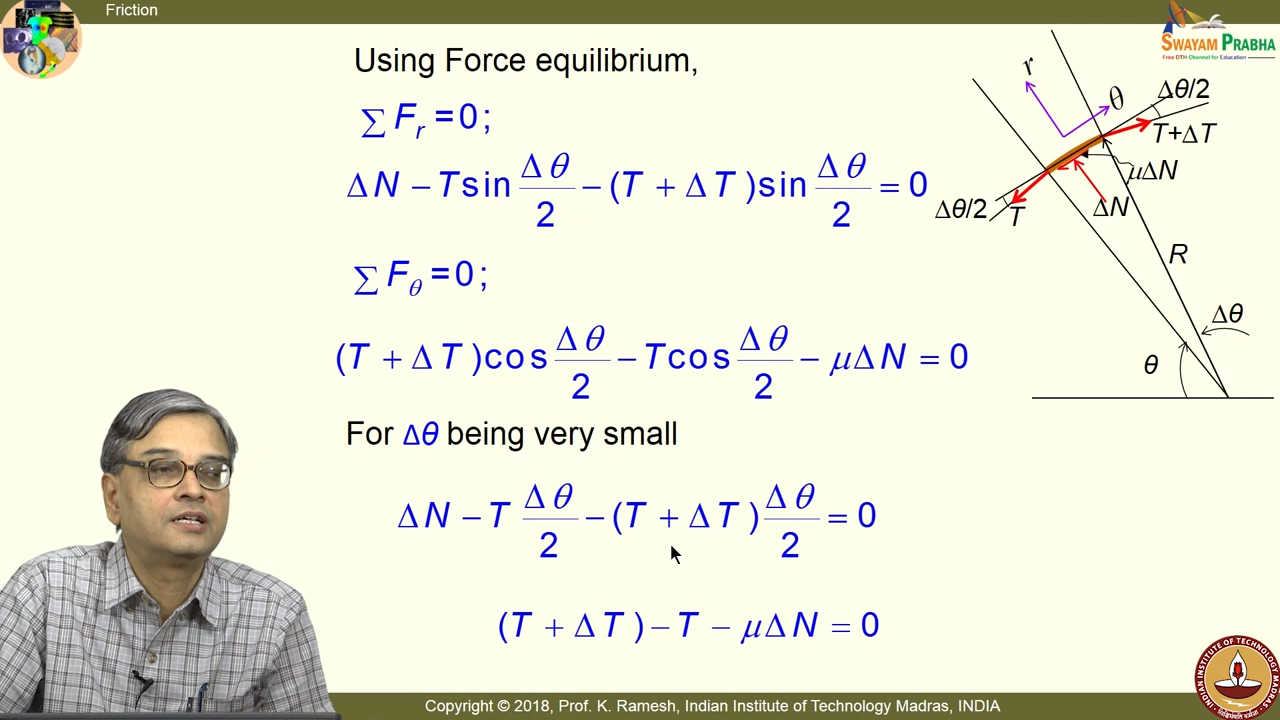 Friction
SWAYAM PRABHA
Free DTH Channel for Education
Using Force equilibrium,
∑ F_r = 0 ;
ΔN − T sin Δθ/2 − (T + ΔT) sin Δθ/2 = 0
∑ F_θ = 0 ;
(T + ΔT) cos Δθ/2 − T cos Δθ/2 − μΔN = 0
For Δθ being very small
ΔN − T Δθ/2 − (T + ΔT) Δθ/2 = 0
(T + ΔT) − T − μΔN = 0
r
θ
Δθ/2
T+ΔT
μΔN
Δθ/2
T
ΔN
R
Δθ
θ
Copyright © 2018, Prof. K. Ramesh, Indian Institute of Technology Madras, INDIA